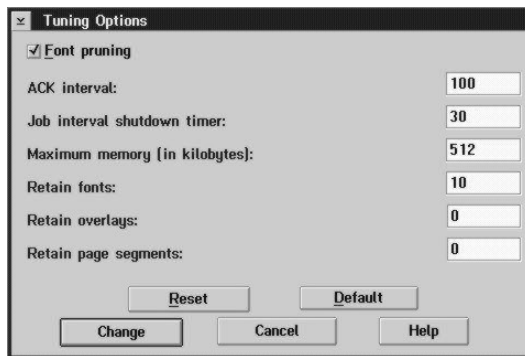 Tuning Options
Font pruning
ACK interval: 100
Job interval shutdown timer: 30
Maximum memory (in kilobytes): 512
Retain fonts: 10
Retain overlays: 0
Retain page segments: 0
Reset Default
Change Cancel Help